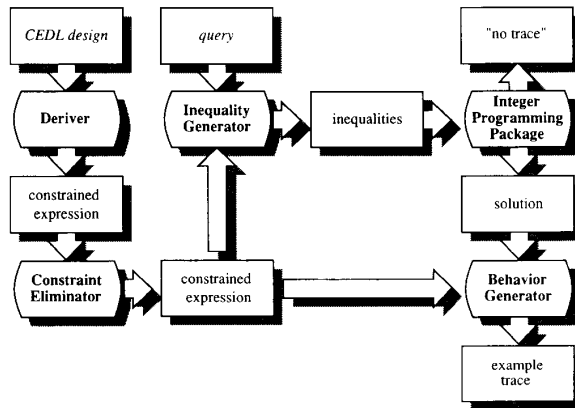 CEDL design
query
"no trace"
Deriver
Inequality
Generator
inequalities
Integer
Programming
Package
constrained
expression
solution
Constraint
Eliminator
constrained
expression
Behavior
Generator
example
trace